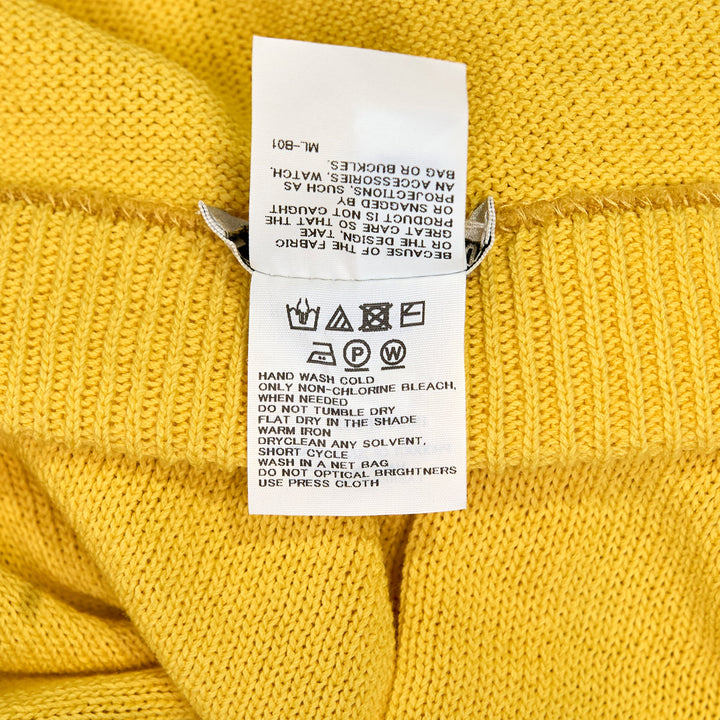 BECAUSE OF THE FABRIC
OR THE DESIGN, TAKE
GREAT CARE SO THAT THE
PRODUCT IS NOT CAUGHT
OR SNAGGED BY
PROJECTIONS, SUCH AS
AN ACCESSORIES, WATCH,
BAG OR BUCKLES.
ML-B01
P W
HAND WASH COLD
ONLY NON-CHLORINE BLEACH,
WHEN NEEDED
DO NOT TUMBLE DRY
FLAT DRY IN THE SHADE
WARM IRON
DRYCLEAN ANY SOLVENT,
SHORT CYCLE
WASH IN A NET BAG
DO NOT OPTICAL BRIGHTNERS
USE PRESS CLOTH